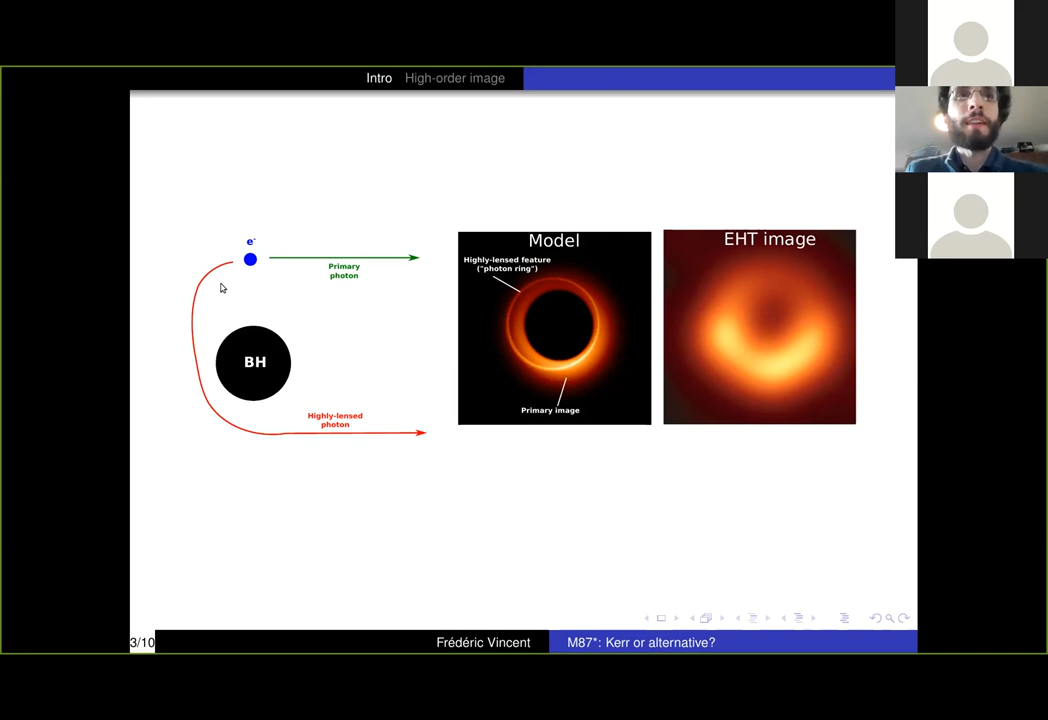 Intro High-order image
e-
Primary
photon
BH
Highly-lensed
photon
Model
Highly-lensed feature
("photon ring")
Primary image
EHT image
3/10
Frédéric Vincent
M87*: Kerr or alternative?